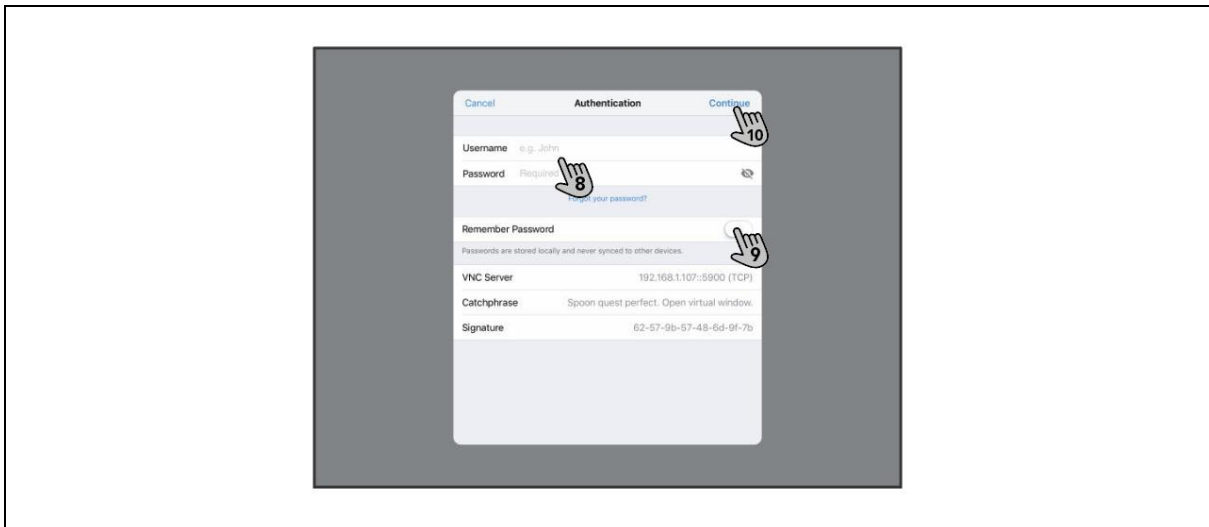 Cancel Authentication Continue
10
Username e.g. John
Password Required
8
Forgot your password?
Remember Password
9
Passwords are stored locally and never synced to other devices.
VNC Server 192.168.1.107::5900 (TCP)
Catchphrase Spoon quest perfect. Open virtual window.
Signature 62-57-9b-57-48-6d-9f-7b